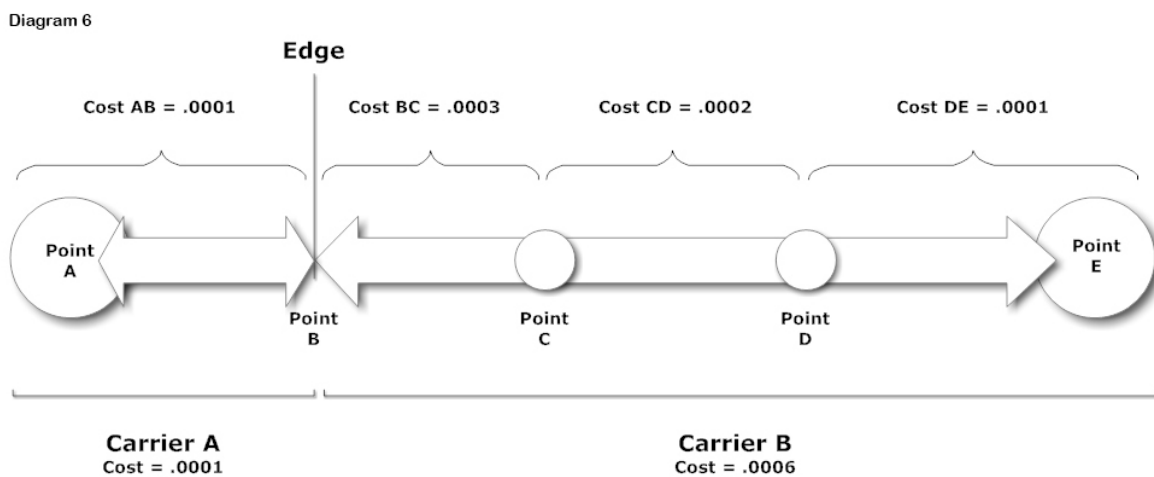 Diagram 6
Edge
Cost AB = .0001
Cost BC = .0003
Cost CD = .0002
Cost DE = .0001
Point
A
Point
B
Point
C
Point
D
Point
E
Carrier A
Cost = .0001
Carrier B
Cost = .0006